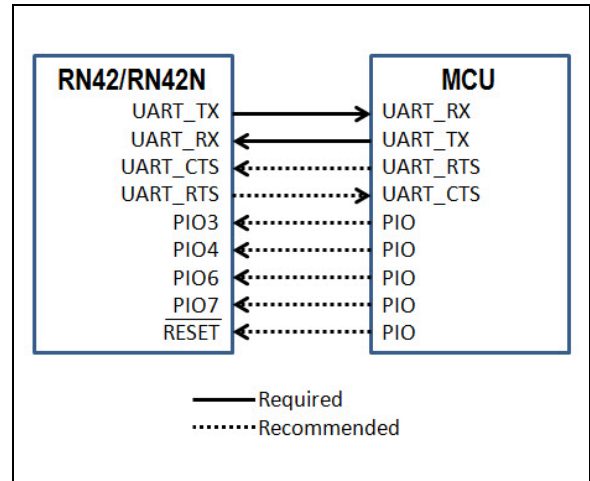 RN42/RN42N MCU
UART_TX UART_RX
UART_RX UART_TX
UART_CTS UART_RTS
UART_RTS UART_CTS
PIO3 PIO
PIO4 PIO
PIO6 PIO
PIO7 PIO
RESET PIO
Required
Recommended